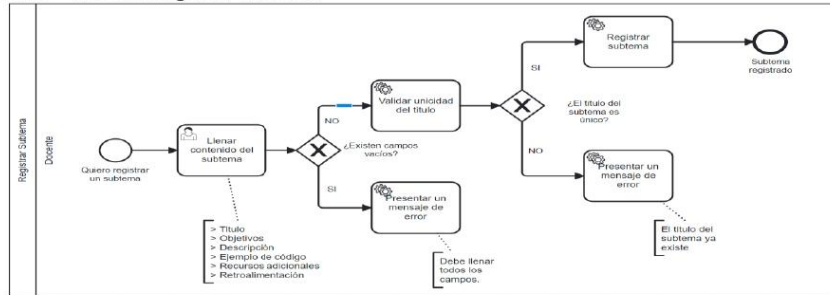 Registrar Subtema
Docente
Quiero registrar
un subtema
Llenar
contenido del
subtema
> Titulo
> Objetivos
> Descripción
> Ejemplo de código
> Recursos adicionales
> Retroalimentación
¿Existen campos
vacíos?
NO
SI
Validar unicidad
del titulo
Presentar un
mensaje de
error
Debe llenar
todos los
campos.
¿El titulo del
subtema es
único?
SI
NO
Registrar
subtema
Subtema
registrado
Presentar un
mensaje de
error
El titulo del
subtema ya
existe